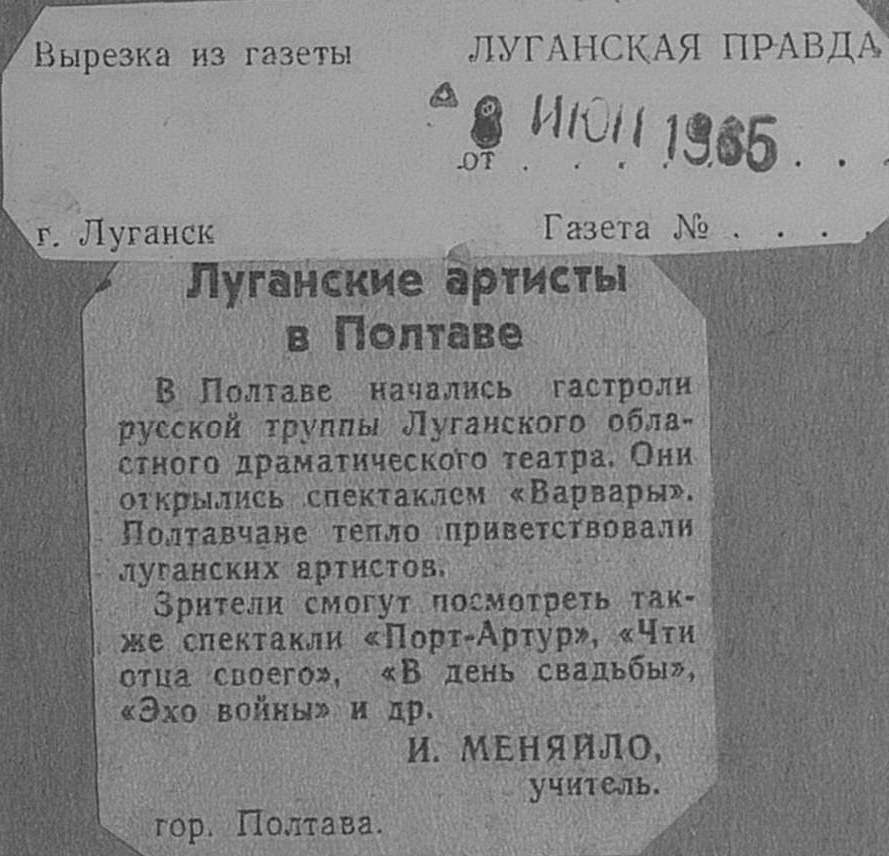 Вырезка из газеты ЛУГАНСКАЯ ПРАВДА
от 8 ИЮЛ 1965 . . .
г. Луганск Газета № . . . .
Луганские артисты
в Полтаве
В Полтаве начались гастроли
русской труппы Луганского обла-
стного драматического театра. Они
открылись спектаклем «Варвары».
Полтавчане тепло приветствовали
луганских артистов.
Зрители смогут посмотреть так-
же спектакли «Порт-Артур», «Чти
отца своего», «В день свадьбы»,
«Эхо войны» и др.
И. МЕНЯЙЛО,
учитель.
гор. Полтава.